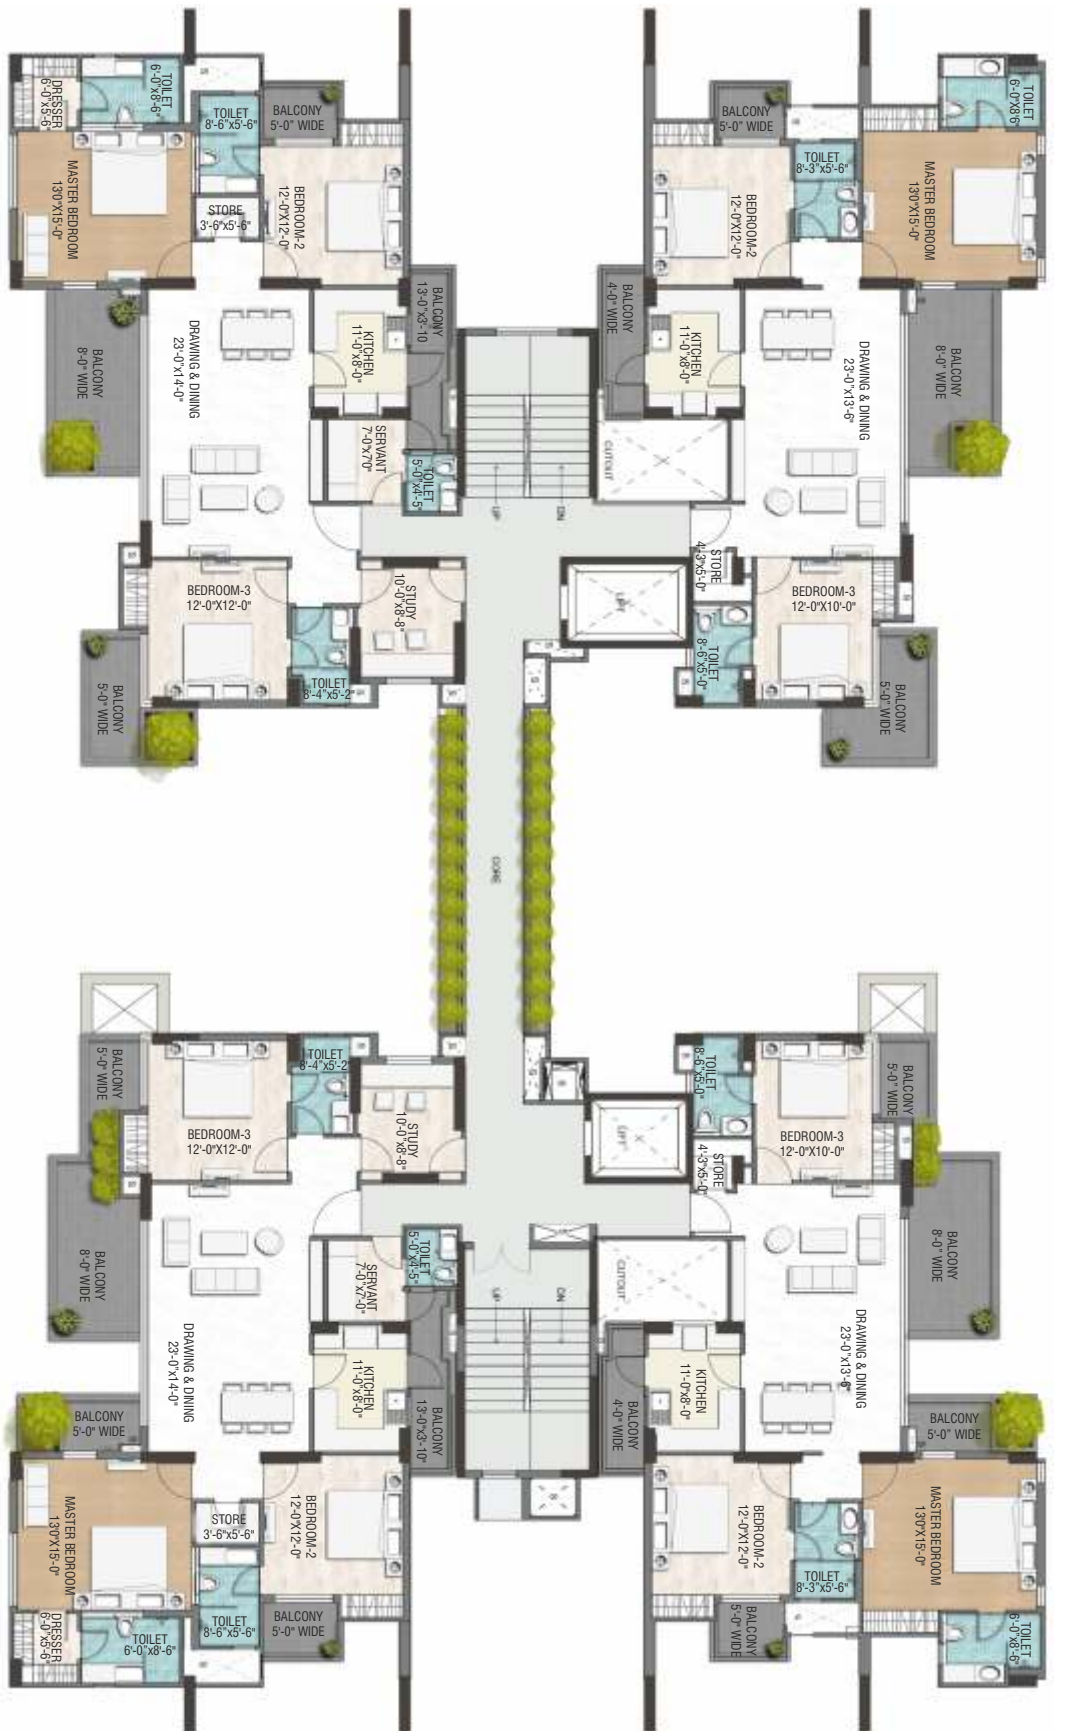 TOILET
6'-0"x8'-6"
DRESSER
6'-0"x5'-6"
TOILET
8'-6"x5'-6"
BALCONY
5'-0" WIDE
MASTER BEDROOM
13'0"X15'-0"
STORE
3'-6"x5'-6"
BEDROOM-2
12'-0"X12'-0"
BALCONY
13'-0"x3'-10
BALCONY
8'-0" WIDE
DRAWING & DINING
23'-0"x14'-0"
KITCHEN
11'-0"x8'-0"
SERVANT
7'-0"x7'0"
TOILET
5'-0"x4'-5"
BEDROOM-3
12'-0"X12'-0"
STUDY
10'-0"x8'-8"
TOILET
8'-4"x5'-2"
BALCONY
5'-0" WIDE
UP
DN
BALCONY
5'-0" WIDE
TOILET
6'-0"X8'6"
TOILET
8'-3"x5'-6"
BEDROOM-2
12'-0"X12'-0"
MASTER BEDROOM
13'0"X15'-0"
BALCONY
4'-0" WIDE
KITCHEN
11'-0"x8'-0"
DRAWING & DINING
23'-0"x13'-6"
BALCONY
8'-0" WIDE
CUTOUT
STORE
4'-3"x5'-0"
LIFT
BEDROOM-3
12'-0"X10'-0"
TOILET
8'-6"x5'-0"
BALCONY
5'-0" WIDE
CORE
BALCONY
5'-0" WIDE
TOILET
8'-4"x5'-2"
BEDROOM-3
12'-0"X12'-0"
STUDY
10'-0"x8'-8"
BALCONY
8'-0" WIDE
TOILET
5'-0"x4'-5"
SERVANT
7'-0"x7'-0"
DRAWING & DINING
23'-0"x14'-0"
KITCHEN
11'-0"x8'-0"
BALCONY
13'-0"x3'-10"
BALCONY
5'-0" WIDE
MASTER BEDROOM
13'0"X15'-0"
STORE
3'-6"x5'-6"
BEDROOM-2
12'-0"X12'-0"
DRESSER
6'-0"x5'-6"
TOILET
6'-0"x8'-6"
TOILET
8'-6"x5'-6"
BALCONY
5'-0" WIDE
UP
DN
TOILET
8'-6"x5'-0"
BALCONY
5'-0" WIDE
LIFT
BEDROOM-3
12'-0"X10'-0"
STORE
4'-3"x5'-0"
BALCONY
8'-0" WIDE
CUTOUT
DRAWING & DINING
23'-0"x13'-6"
KITCHEN
11'-0"x8'-0"
BALCONY
4'-0" WIDE
BALCONY
5'-0" WIDE
BEDROOM-2
12'-0"X12'-0"
MASTER BEDROOM
13'0"X15'-0"
TOILET
8'-3"x5'-6"
BALCONY
5'-0" WIDE
TOILET
6'-0"x8'-6"